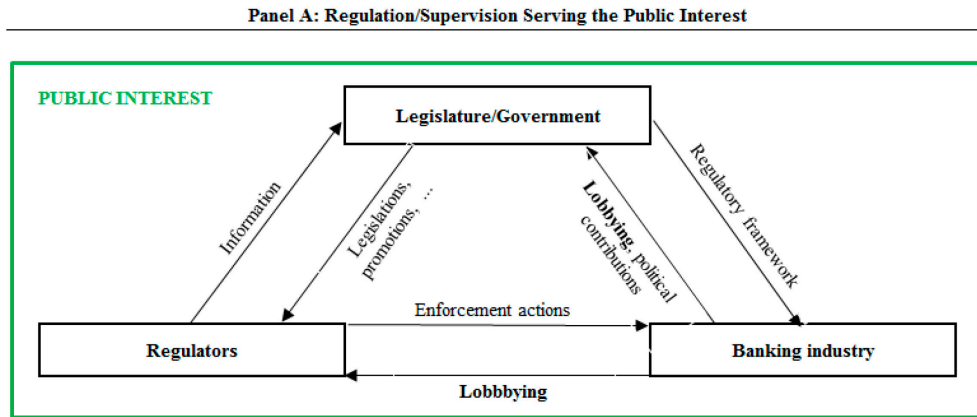 Panel A: Regulation/Supervision Serving the Public Interest
PUBLIC INTEREST
Legislature/Government
Information
Legislations,
promotions, ...
Lobbying, political
contributions
Regulatory framework
Enforcement actions
Regulators
Banking industry
Lobbbying